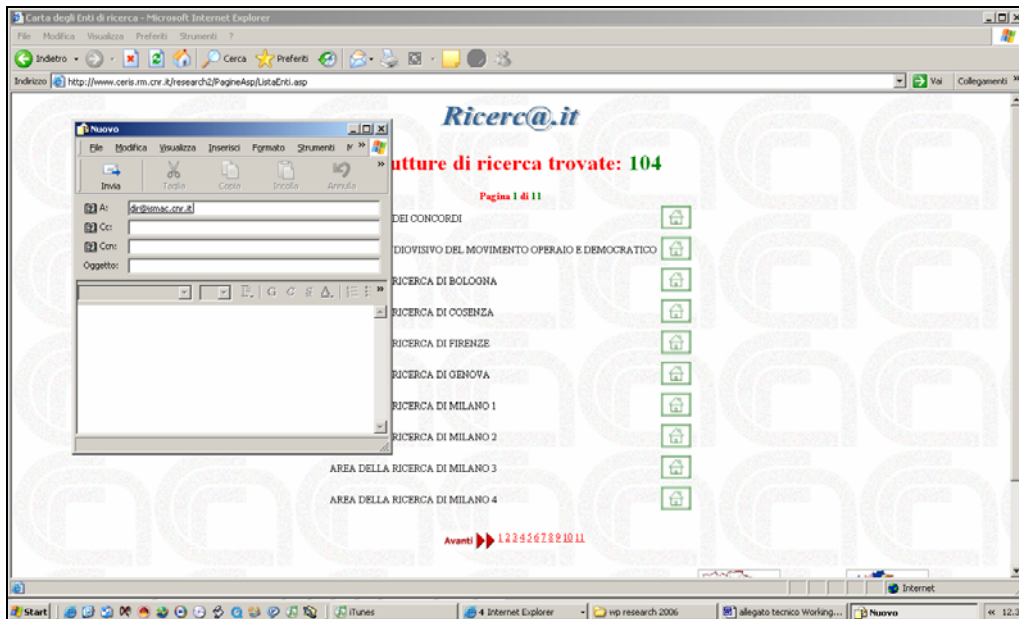 Carta degli Enti di ricerca - Microsoft Internet Explorer
File Modifica Visualizza Preferiti Strumenti ?
Indietro Cerca Preferiti
Indirizzo http://www.ceris.rm.cnr.it/research2/PagineAsp/ListaEnti.asp Vai Collegamenti »
Ricerc@.it
utture di ricerca trovate: 104
Pagina 1 di 11
Nuovo
File Modifica Visualizza Inserisci Formato Strumenti »
Invia Taglia Copia Incolla Annulla »
A: dir@ismac.cnr.it
Cc:
Ccn:
Oggetto:
G C S A »
DEI CONCORDI
DIOVISIVO DEL MOVIMENTO OPERAIO E DEMOCRATICO
RICERCA DI BOLOGNA
RICERCA DI COSENZA
RICERCA DI FIRENZE
RICERCA DI GENOVA
RICERCA DI MILANO 1
RICERCA DI MILANO 2
AREA DELLA RICERCA DI MILANO 3
AREA DELLA RICERCA DI MILANO 4
Avanti 1 2 3 4 5 6 7 8 9 10 11
Internet
Start iTunes 4 Internet Explorer wp research 2006 allegato tecnico Working... Nuovo « 12.3